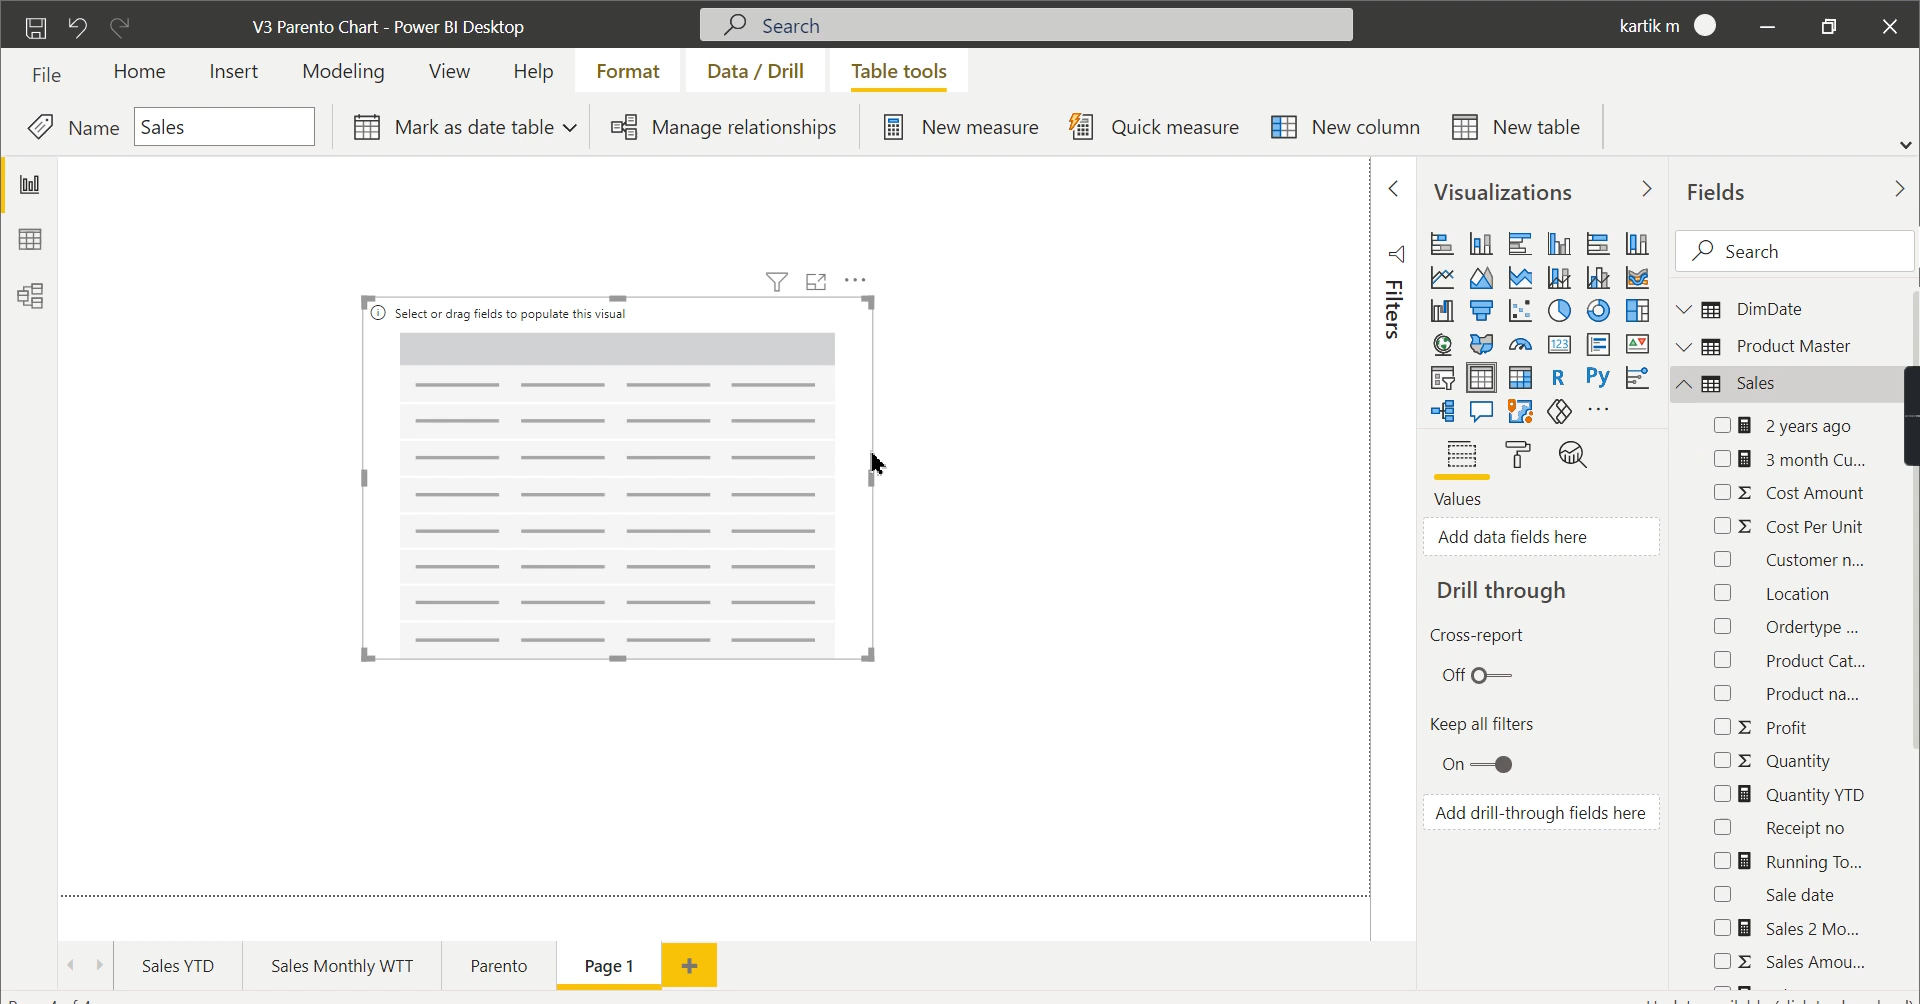 V3 Parento Chart - Power BI Desktop
Search
kartik m
File
Home
Insert
Modeling
View
Help
Format
Data / Drill
Table tools
Name
Sales
Mark as date table
Manage relationships
New measure
Quick measure
New column
New table
Select or drag fields to populate this visual
Filters
Visualizations
123
R
Py
Values
Add data fields here
Drill through
Cross-report
Off
Keep all filters
On
Add drill-through fields here
Fields
Search
DimDate
Product Master
Sales
2 years ago
3 month Cu...
Σ Cost Amount
Σ Cost Per Unit
Customer n...
Location
Ordertype ...
Product Cat...
Product na...
Σ Profit
Σ Quantity
Quantity YTD
Receipt no
Running To...
Sale date
Sales 2 Mo...
Σ Sales Amou...
Sales YTD
Sales Monthly WTT
Parento
Page 1